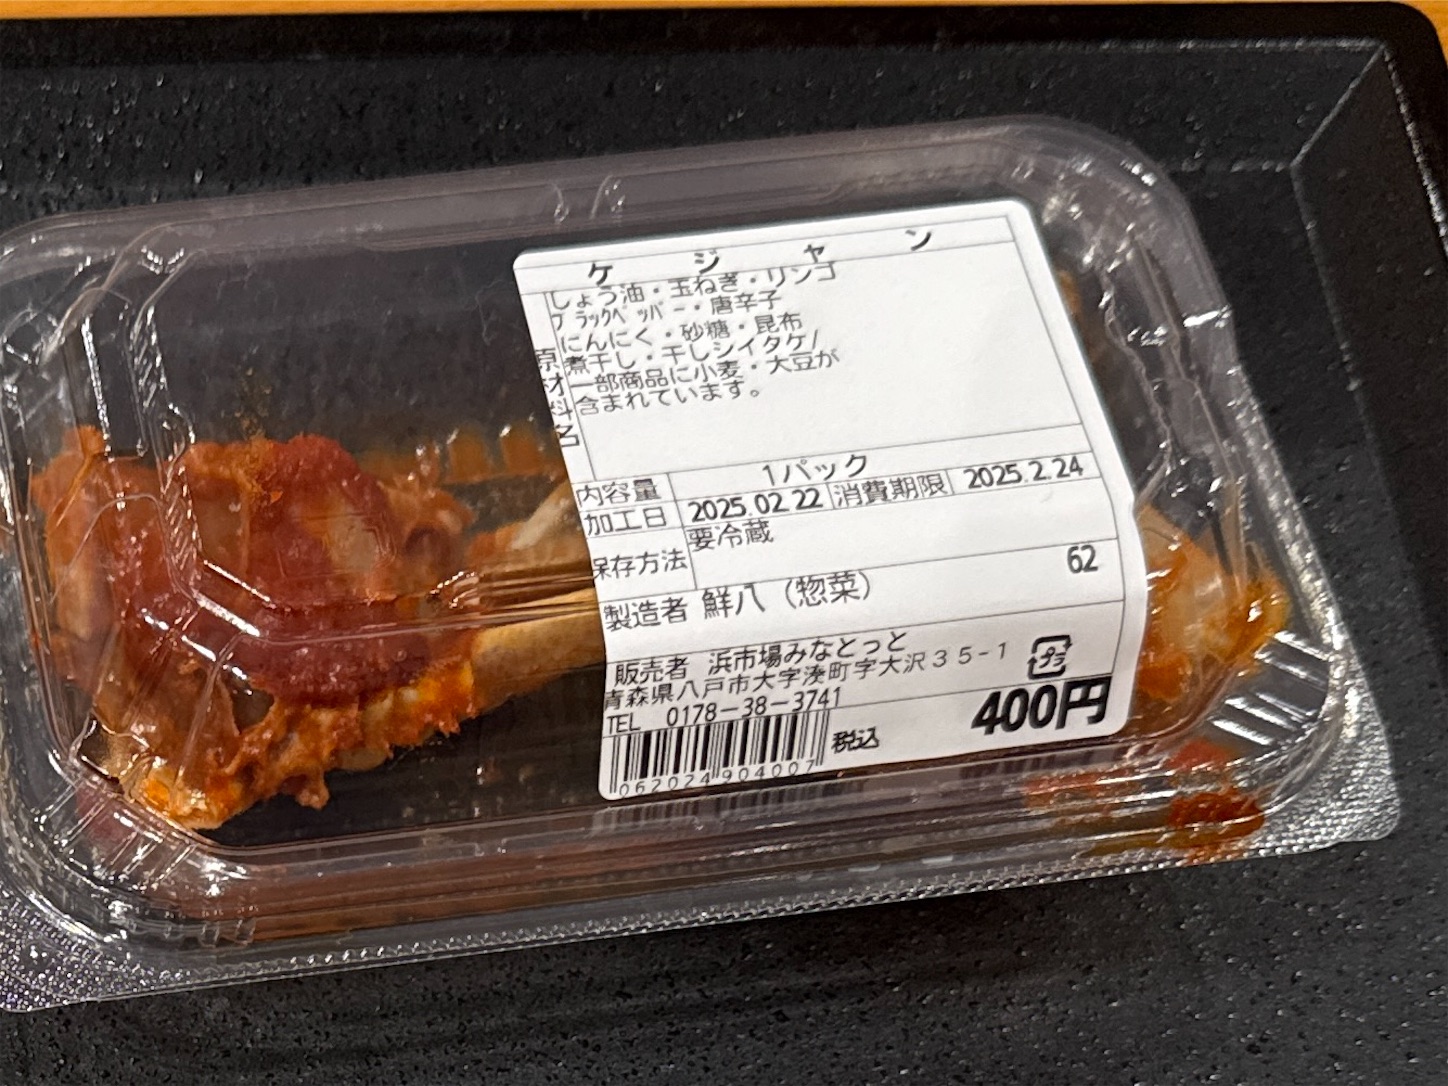 ケジャン
しょう油・玉ねぎ・リンゴ
ブラックペッパー・唐辛子
にんにく・砂糖・昆布
煮干し・干しシイタケ/
一部商品に小麦・大豆が
含まれています。
原材料名
内容量 1パック
加工日 2025.02.22 消費期限 2025.2.24
保存方法 要冷蔵
62
製造者 鮮八(惣菜)
販売者 浜市場みなとっと
青森県八戸市大字湊町字大沢35-1
プラ
TEL 0178-38-3741
税込 400円
062024904007